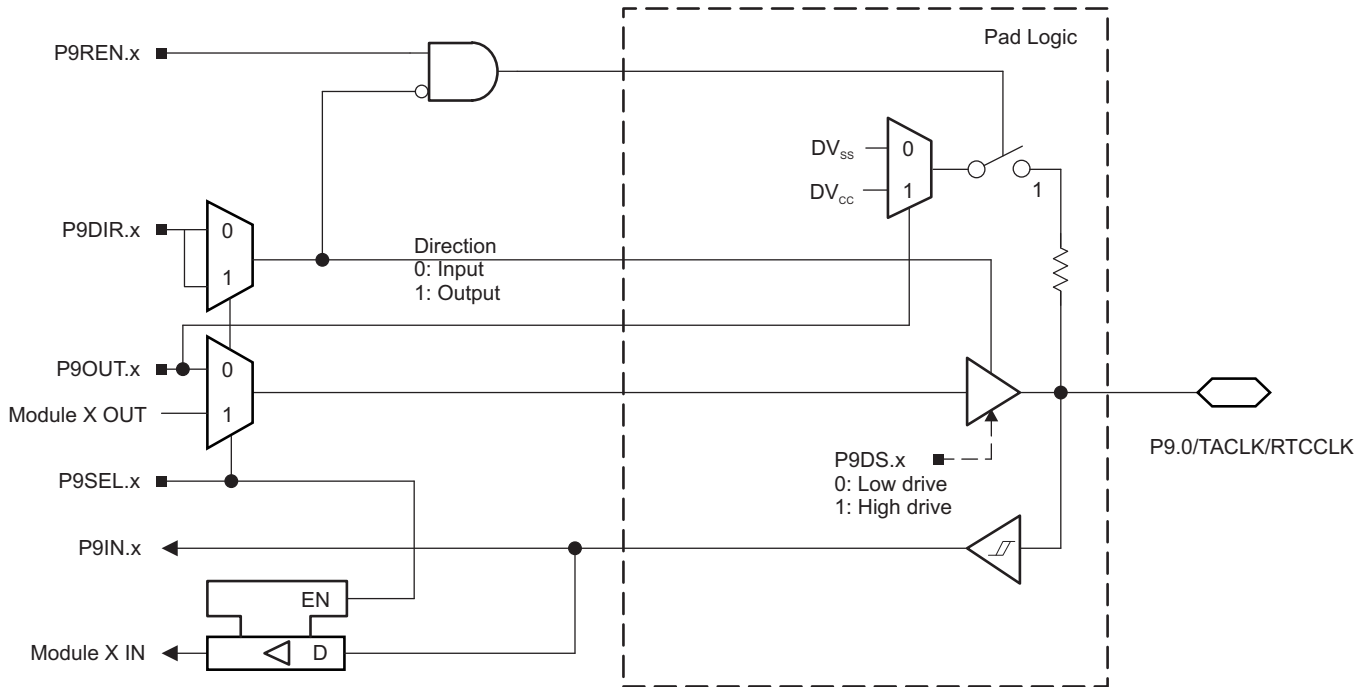 Pad Logic
P9REN.x
DVSS
0
DVCC
1
1
P9DIR.x
0
1
Direction
0: Input
1: Output
P9OUT.x
0
Module X OUT
1
P9SEL.x
P9DS.x
0: Low drive
1: High drive
P9.0/TACLK/RTCCLK
P9IN.x
EN
Module X IN
D